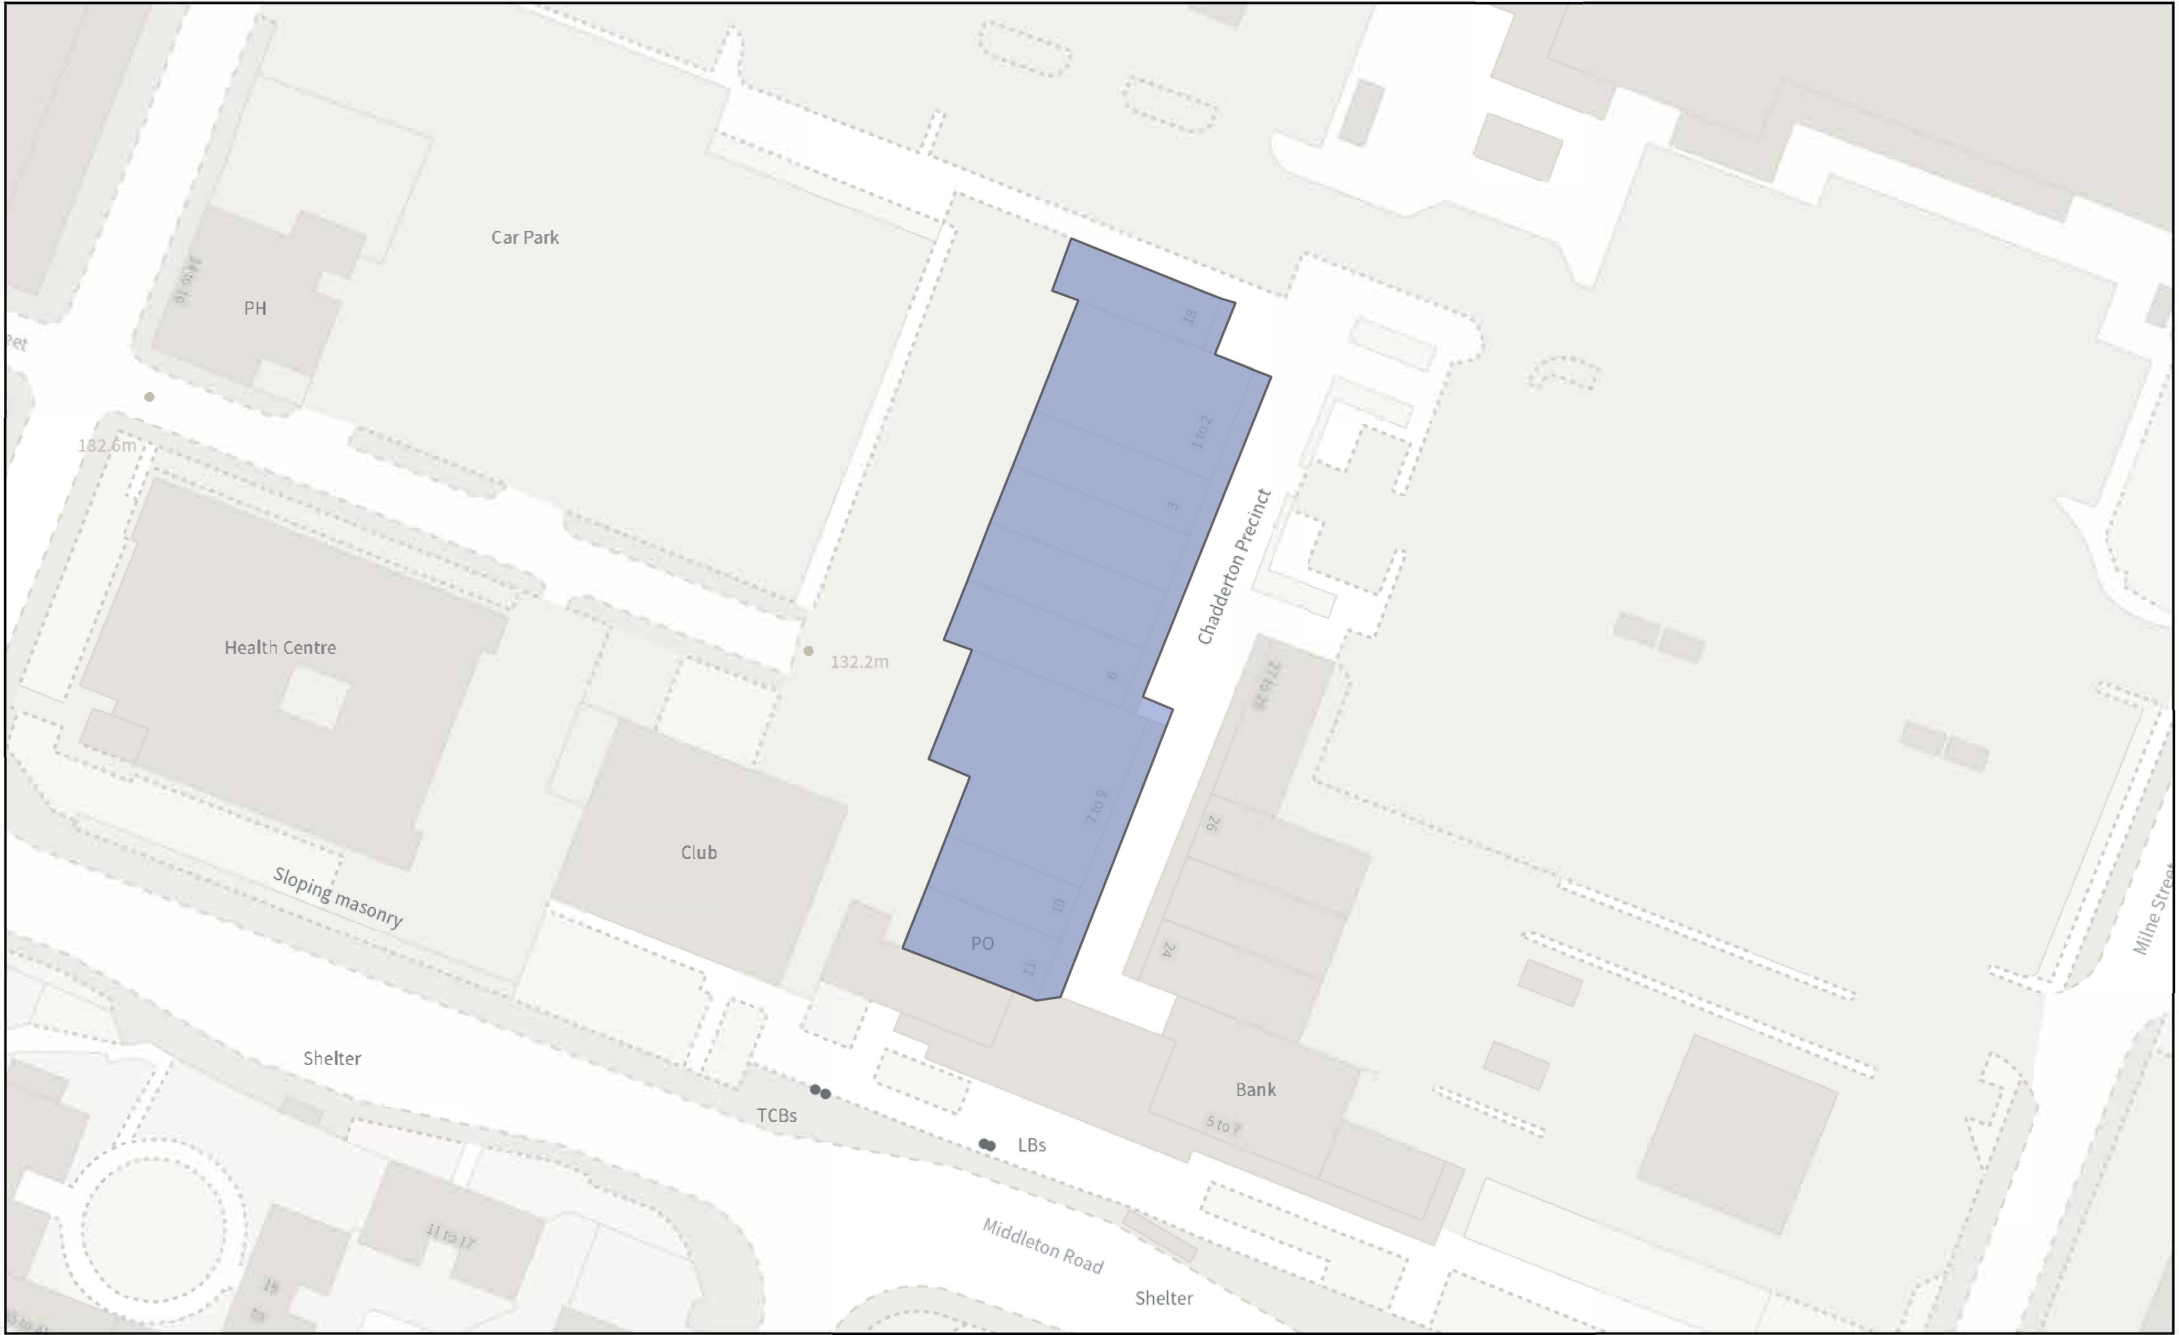 Car Park
14 to 16
PH
18
eet
1 to 2
132.6m
3
Chadderton Precinct
Health Centre
132.2m
6
27 to 29
7 to 9
26
Club
Sloping masonry
10
PO
11
24
Milne Street
Shelter
Bank
TCBs
5 to 7
LBs
11 to 17
Middleton Road
Shelter